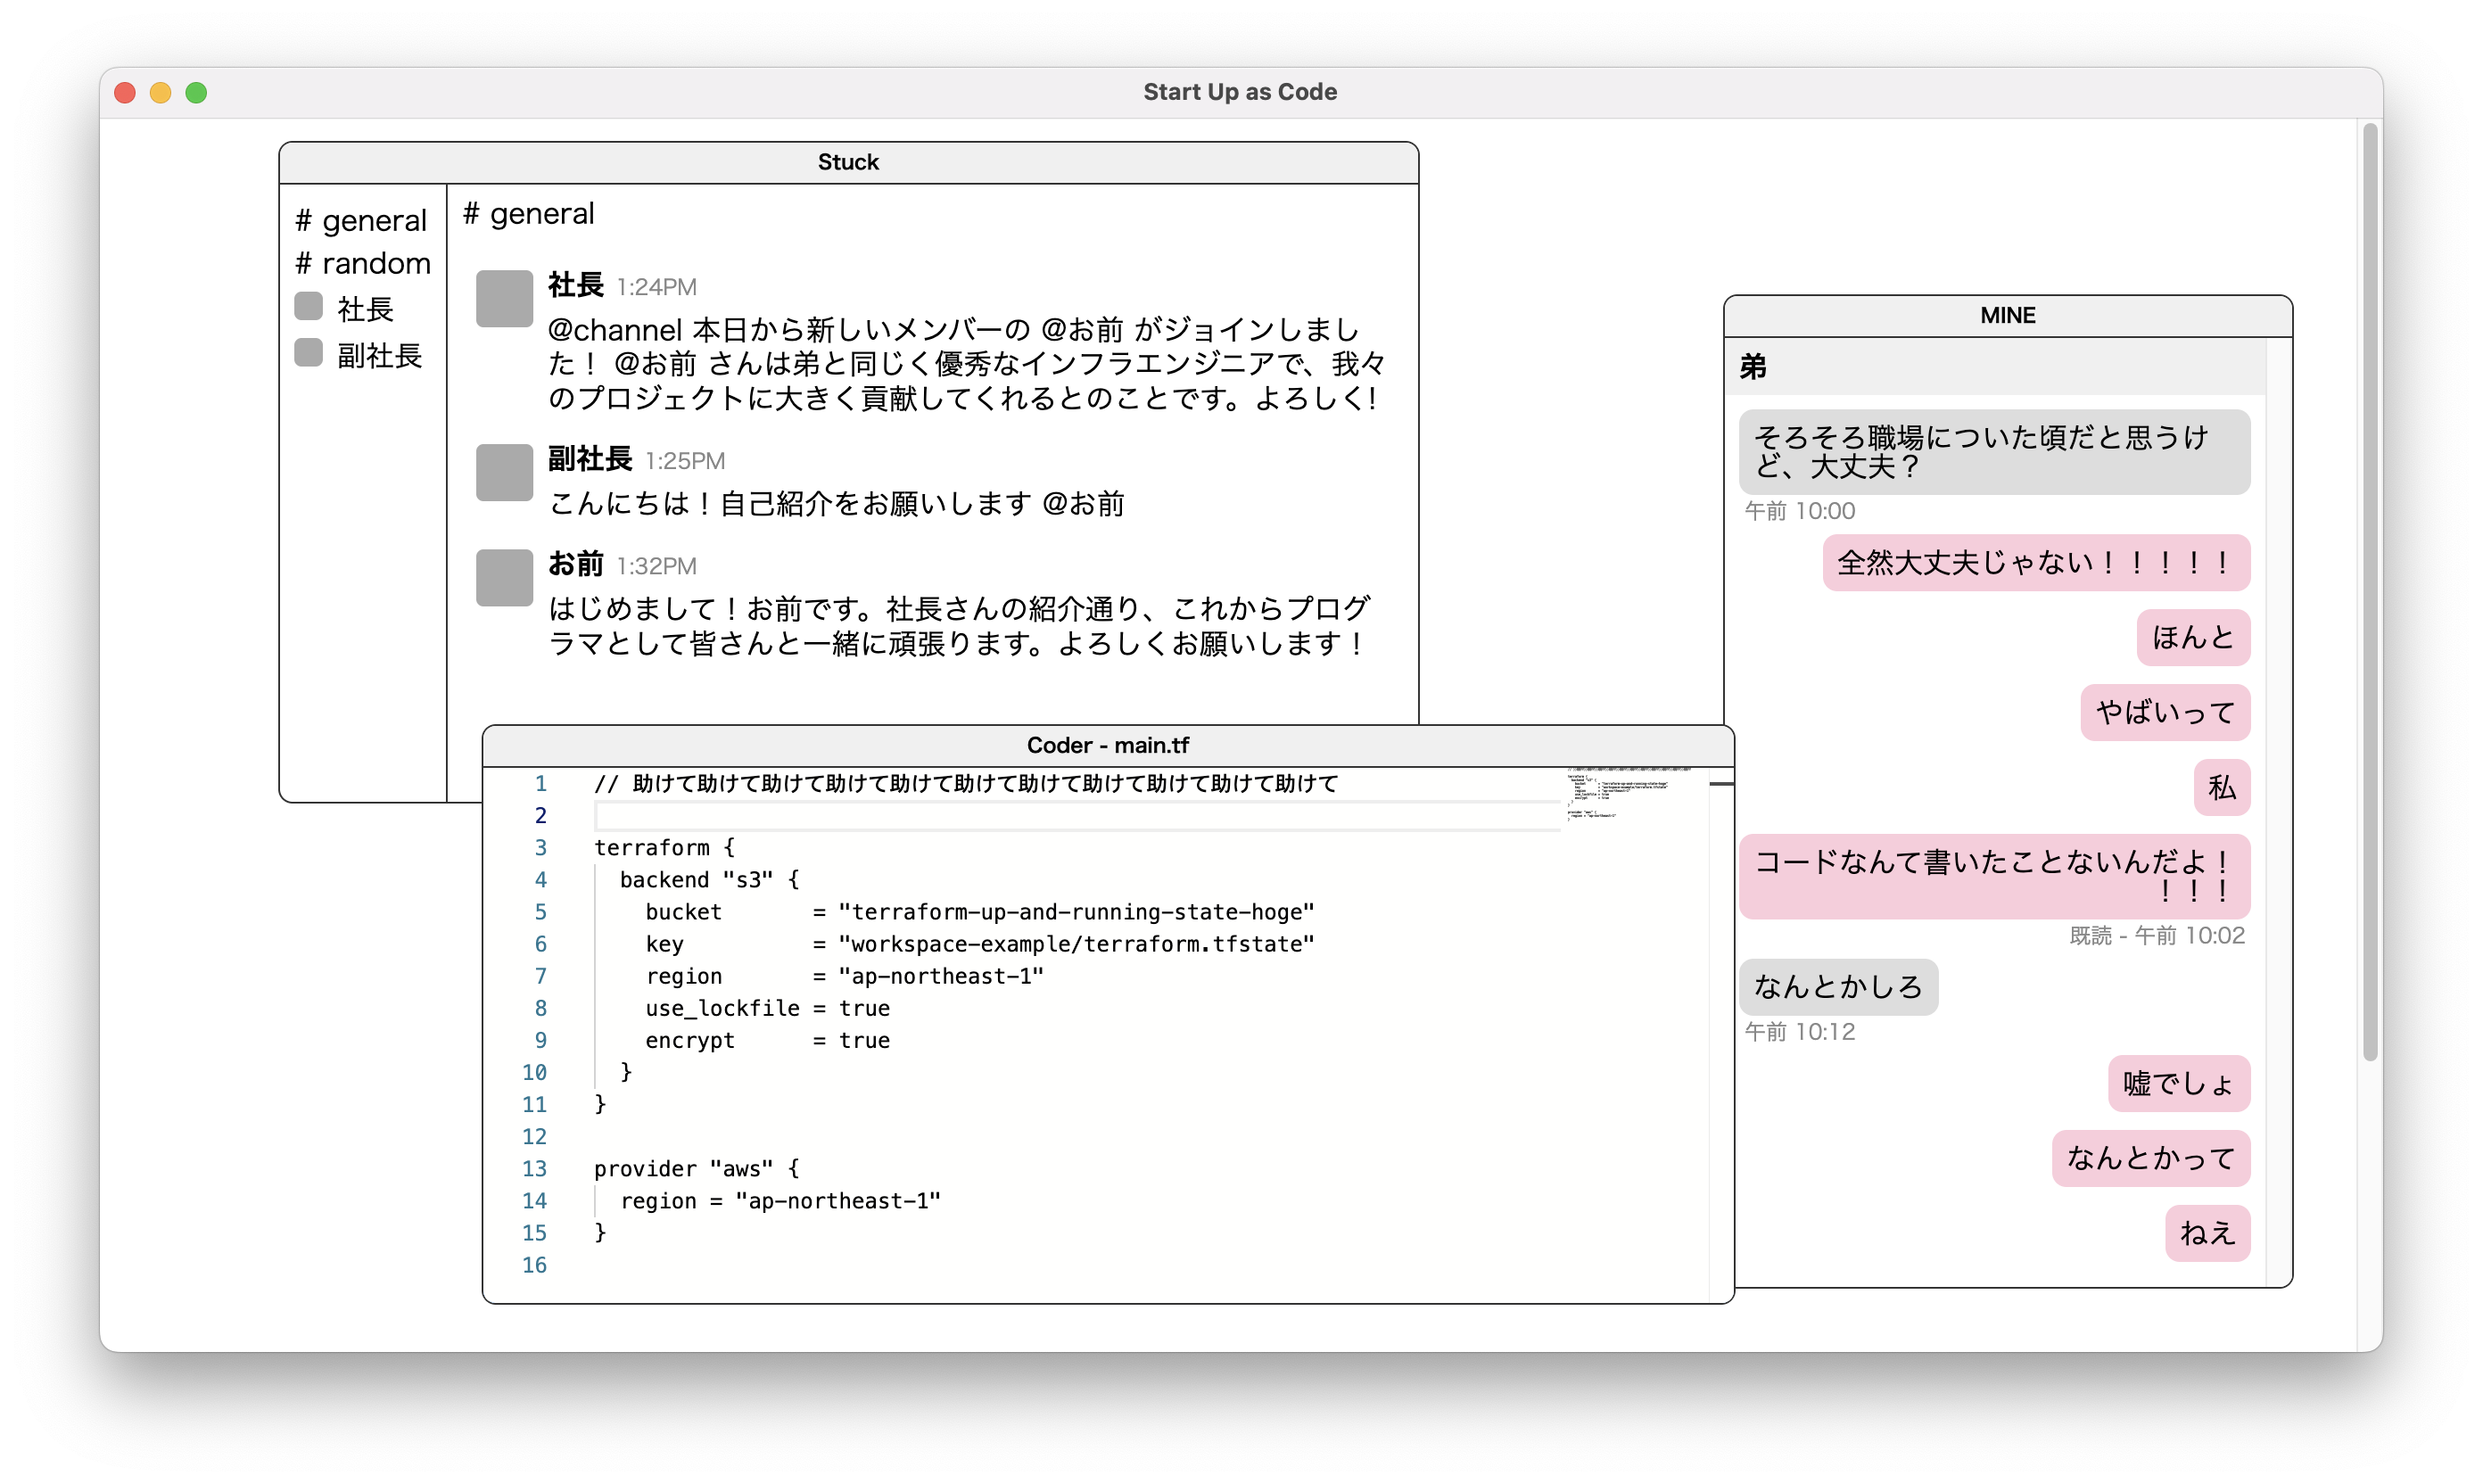 Start Up as Code
Stuck
# general
# random
社長
副社長
# general
社長 1:24PM
@channel 本日から新しいメンバーの @お前 がジョインしまし
た！ @お前 さんは弟と同じく優秀なインフラエンジニアで、我々
のプロジェクトに大きく貢献してくれるとのことです。よろしく!
副社長 1:25PM
こんにちは！自己紹介をお願いします @お前
お前 1:32PM
はじめまして！お前です。社長さんの紹介通り、これからプログ
ラマとして皆さんと一緒に頑張ります。よろしくお願いします！
Coder - main.tf
1 // 助けて助けて助けて助けて助けて助けて助けて助けて助けて助けて助けて
2
3 terraform {
4 backend "s3" {
5 bucket = "terraform-up-and-running-state-hoge"
6 key = "workspace-example/terraform.tfstate"
7 region = "ap-northeast-1"
8 use_lockfile = true
9 encrypt = true
10 }
11 }
12
13 provider "aws" {
14 region = "ap-northeast-1"
15 }
16
MINE
弟
そろそろ職場についた頃だと思うけ
ど、大丈夫？
午前 10:00
全然大丈夫じゃない！！！！！
ほんと
やばいって
私
コードなんて書いたことないんだよ！
！！！
既読 - 午前 10:02
なんとかしろ
午前 10:12
嘘でしょ
なんとかって
ねえ